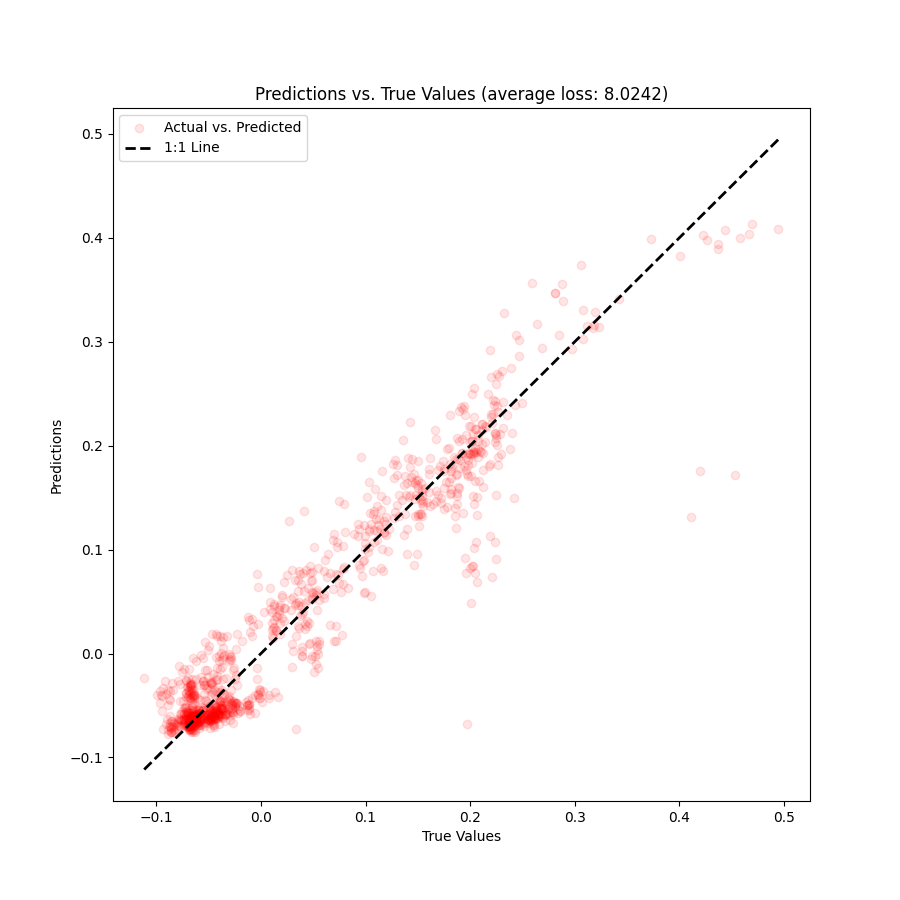 Predictions vs. True Values (average loss: 8.0242)
Actual vs. Predicted
1:1 Line
0.5
0.4
0.3
0.2
0.1
0.0
−0.1
Predictions
−0.1 0.0 0.1 0.2 0.3 0.4 0.5
True Values